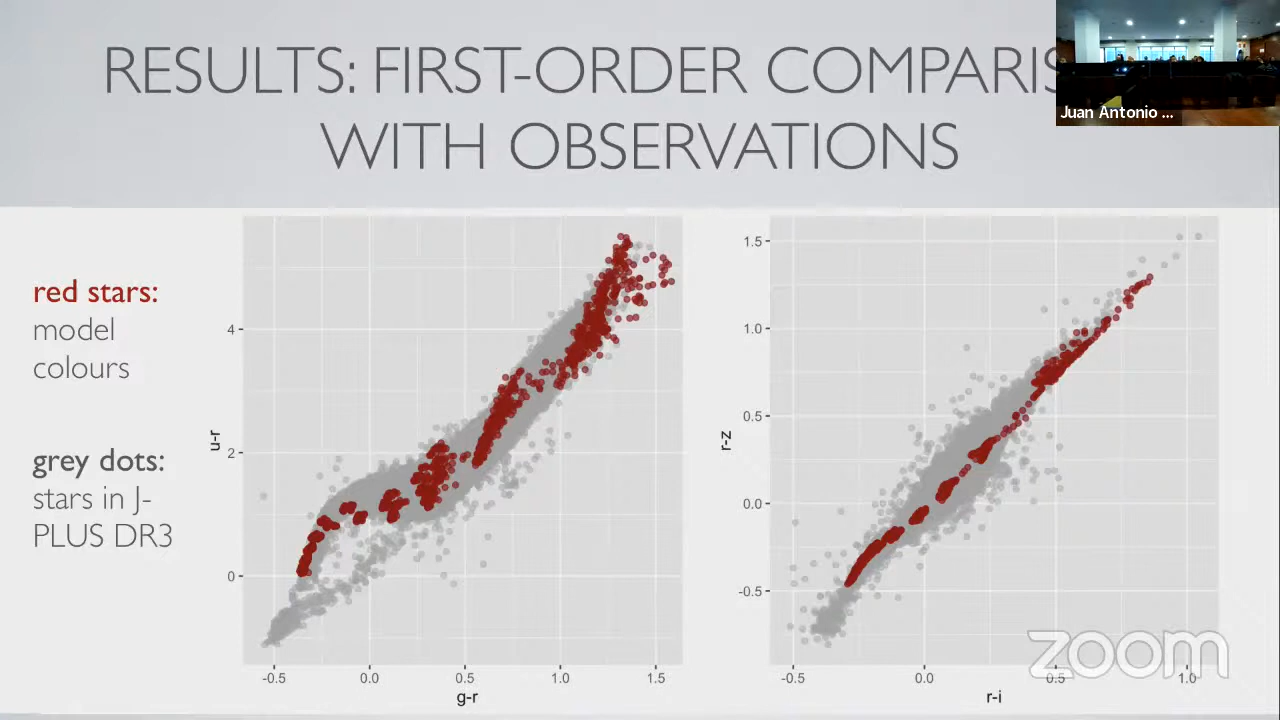 RESULTS: FIRST-ORDER COMPARIS
WITH OBSERVATIONS
Juan Antonio ...
red stars:
model
colours
grey dots:
stars in J-
PLUS DR3
u-r
4
2
0
-0.5 0.0 0.5 1.0 1.5
g-r
r-z
1.5
1.0
0.5
0.0
-0.5
-0.5 0.0 0.5 1.0
r-i
zoom